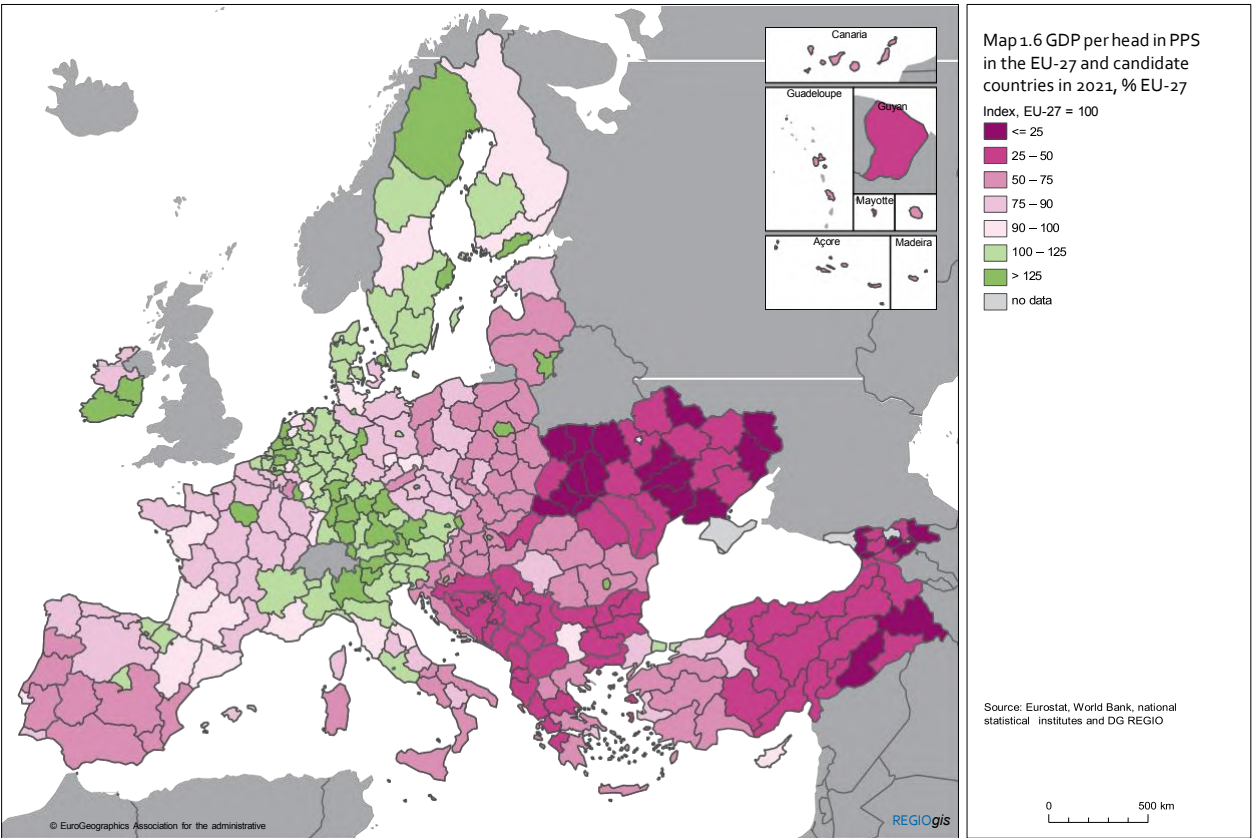 Canaria
Guadeloupe
Guyan
Mayotte
Açore
Madeira
© EuroGeographics Association for the administrative
REGIOgis
Map 1.6 GDP per head in PPS
in the EU-27 and candidate
countries in 2021, % EU-27
Index, EU-27 = 100
<= 25
25 – 50
50 – 75
75 – 90
90 – 100
100 – 125
> 125
no data
Source: Eurostat, World Bank, national
statistical institutes and DG REGIO
0 500 km